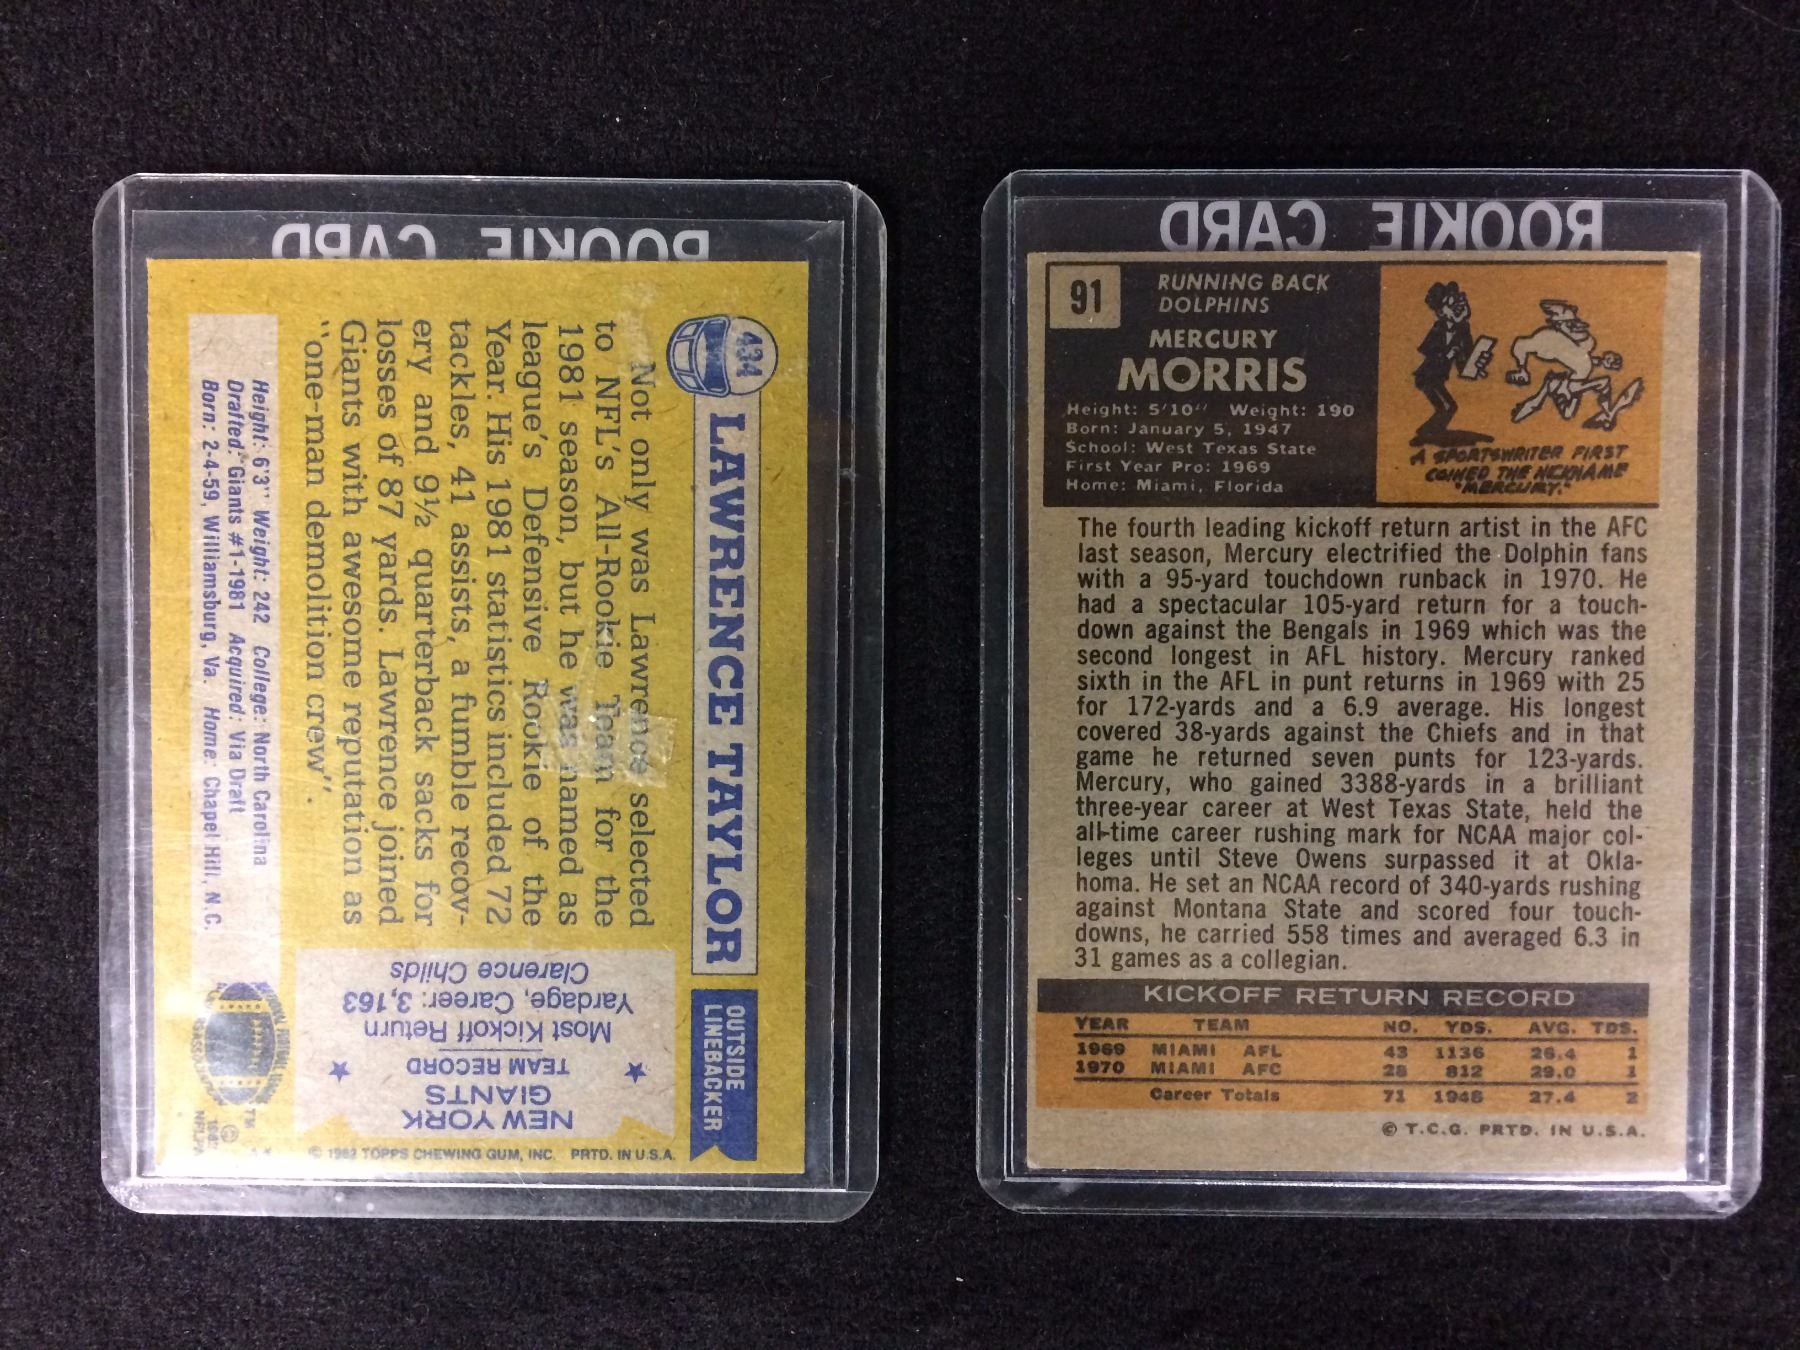 ROOKIE CARD
434
LAWRENCE TAYLOR
OUTSIDE
LINEBACKER
Not only was Lawrence selected
to NFL's All-Rookie Team for the
1981 season, but he was named as
league's Defensive Rookie of the
Year. His 1981 statistics included 72
tackles, 41 assists, a fumble recov-
ery and 9½ quarterback sacks for
losses of 87 yards. Lawrence joined
Giants with awesome reputation as
"one-man demolition crew".
Height: 6'3" Weight: 242 College: North Carolina
Drafted: Giants #1-1981 Acquired: Via Draft
Born: 2-4-59, Williamsburg, Va. Home: Chapel Hill, N.C.
NEW YORK
GIANTS
TEAM RECORD
Most Kickoff Return
Yardage, Career: 3,163
Clarence Childs
TM
© 1982 TOPPS CHEWING GUM, INC. PRTD. IN U.S.A.
ROOKIE CARD
91
RUNNING BACK
DOLPHINS
MERCURY
MORRIS
Height: 5'10" Weight: 190
Born: January 5, 1947
School: West Texas State
First Year Pro: 1969
Home: Miami, Florida
A SPORTSWRITER FIRST
COINED THE NICKNAME
"MERCURY."
The fourth leading kickoff return artist in the AFC
last season, Mercury electrified the Dolphin fans
with a 95-yard touchdown runback in 1970. He
had a spectacular 105-yard return for a touch-
down against the Bengals in 1969 which was the
second longest in AFL history. Mercury ranked
sixth in the AFL in punt returns in 1969 with 25
for 172-yards and a 6.9 average. His longest
covered 38-yards against the Chiefs and in that
game he returned seven punts for 123-yards.
Mercury, who gained 3388-yards in a brilliant
three-year career at West Texas State, held the
all-time career rushing mark for NCAA major col-
leges until Steve Owens surpassed it at Okla-
homa. He set an NCAA record of 340-yards rushing
against Montana State and scored four touch-
downs, he carried 558 times and averaged 6.3 in
31 games as a collegian.
KICKOFF RETURN RECORD
YEAR TEAM NO. YDS. AVG. TDS.
1969 MIAMI AFL 43 1136 26.4 1
1970 MIAMI AFC 28 812 29.0 1
Career Totals 71 1948 27.4 2
© T.C.G. PRTD. IN U.S.A.